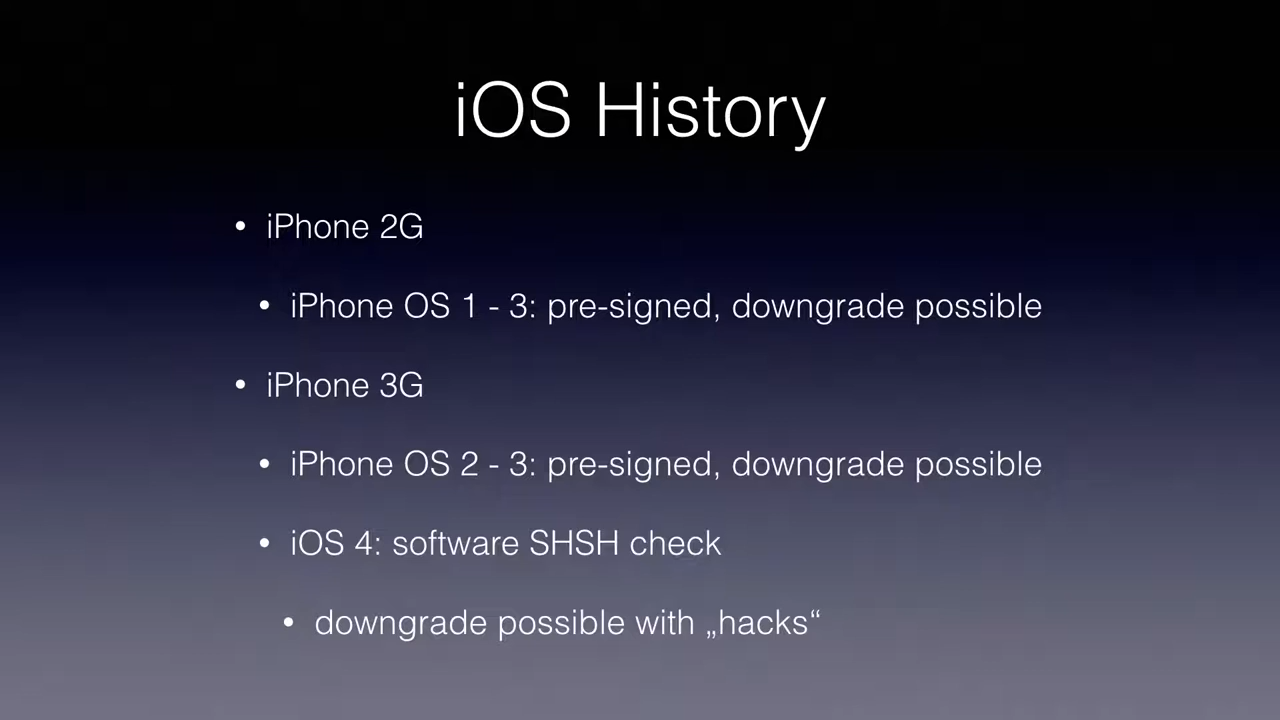 iOS History
• iPhone 2G
• iPhone OS 1 - 3: pre-signed, downgrade possible
• iPhone 3G
• iPhone OS 2 - 3: pre-signed, downgrade possible
• iOS 4: software SHSH check
• downgrade possible with „hacks“